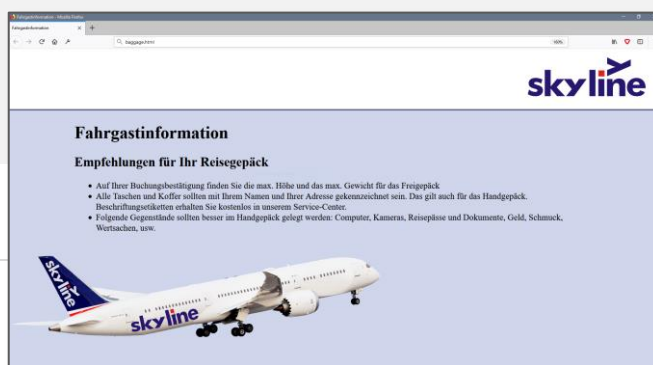 Fahrgastinformation - Mozilla Firefox
Fahrgastinformation
baggage.html
160%
skyline
Fahrgastinformation
Empfehlungen für Ihr Reisegepäck
• Auf Ihrer Buchungsbestätigung finden Sie die max. Höhe und das max. Gewicht für das Freigepäck
• Alle Taschen und Koffer sollten mit Ihrem Namen und Ihrer Adresse gekennzeichnet sein. Das gilt auch für das Handgepäck.
Beschriftungsetiketten erhalten Sie kostenlos in unserem Service-Center.
• Folgende Gegenstände sollten besser im Handgepäck gelegt werden: Computer, Kameras, Reisepässe und Dokumente, Geld, Schmuck,
Wertsachen, usw.
skyline
skyline